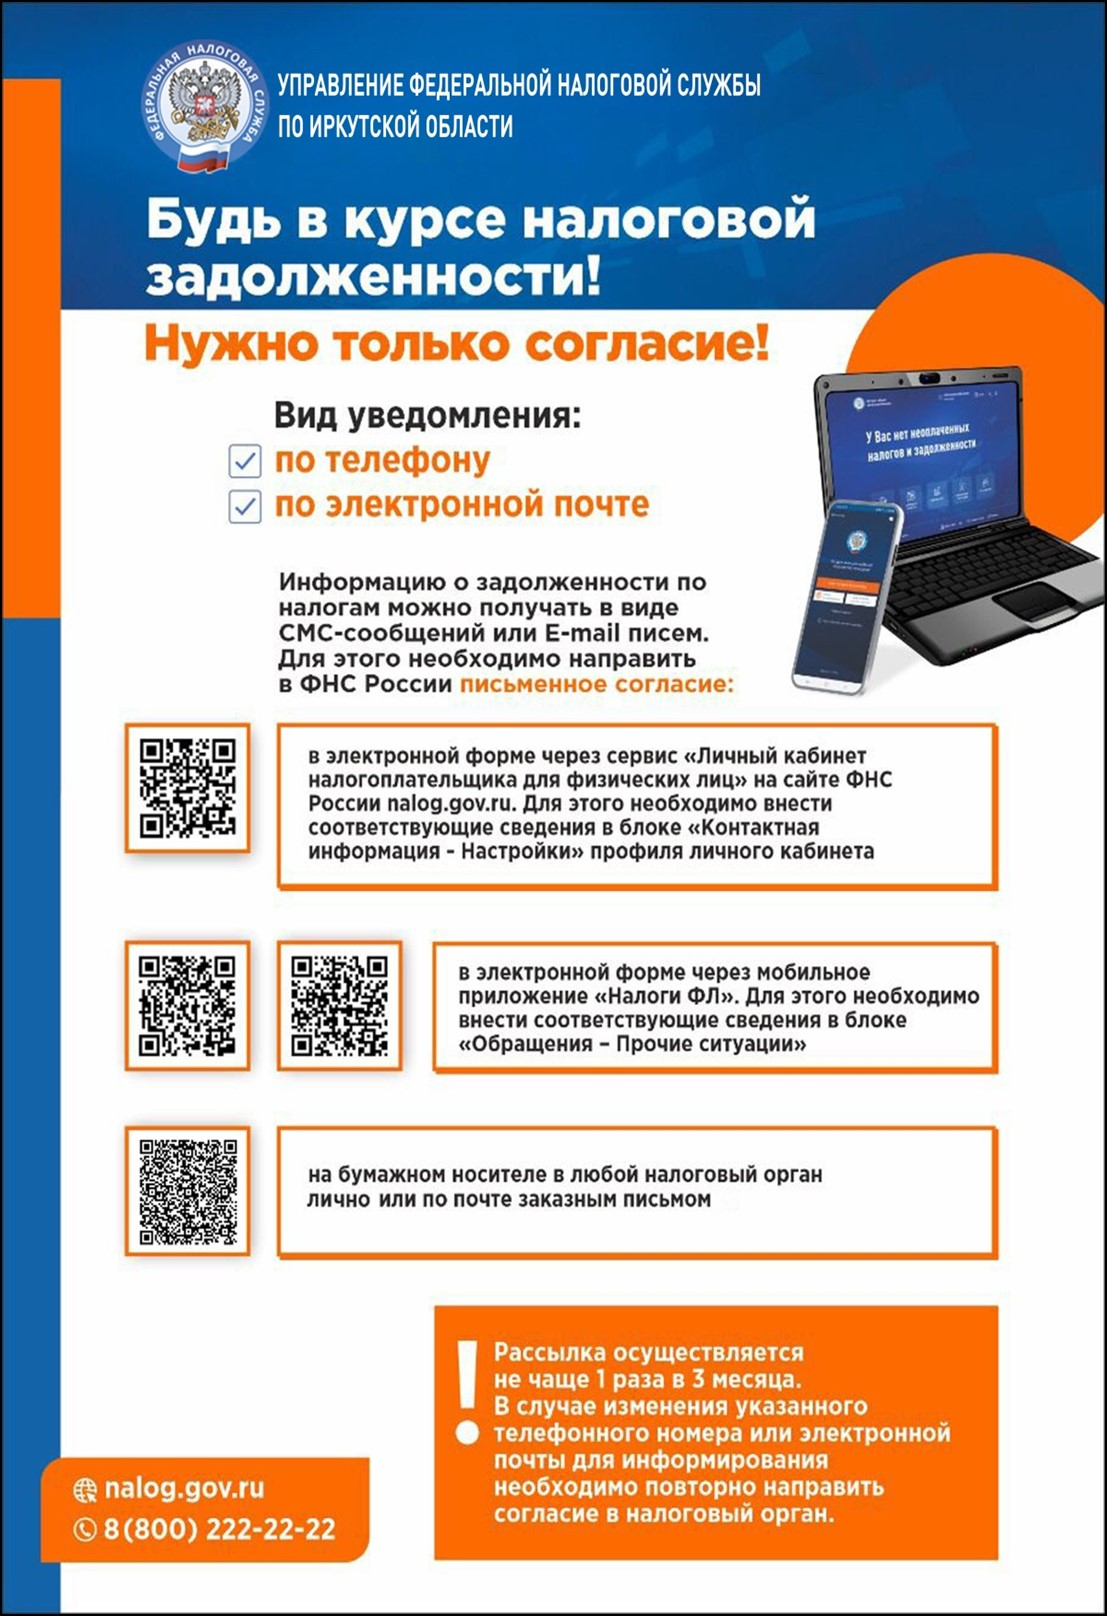 ФЕДЕРАЛЬНАЯ НАЛОГОВАЯ СЛУЖБА
УПРАВЛЕНИЕ ФЕДЕРАЛЬНОЙ НАЛОГОВОЙ СЛУЖБЫ
ПО ИРКУТСКОЙ ОБЛАСТИ
Будь в курсе налоговой
задолженности!
Нужно только согласие!
Вид уведомления:
по телефону
по электронной почте
У Вас нет неоплаченных
налогов и задолженности
Информацию о задолженности по
налогам можно получать в виде
СМС-сообщений или E-mail писем.
Для этого необходимо направить
в ФНС России письменное согласие:
в электронной форме через сервис «Личный кабинет
налогоплательщика для физических лиц» на сайте ФНС
России nalog.gov.ru. Для этого необходимо внести
соответствующие сведения в блоке «Контактная
информация - Настройки» профиля личного кабинета
в электронной форме через мобильное
приложение «Налоги ФЛ». Для этого необходимо
внести соответствующие сведения в блоке
«Обращения – Прочие ситуации»
на бумажном носителе в любой налоговый орган
лично или по почте заказным письмом
! Рассылка осуществляется
не чаще 1 раза в 3 месяца.
В случае изменения указанного
телефонного номера или электронной
почты для информирования
необходимо повторно направить
согласие в налоговый орган.
nalog.gov.ru
8(800) 222-22-22